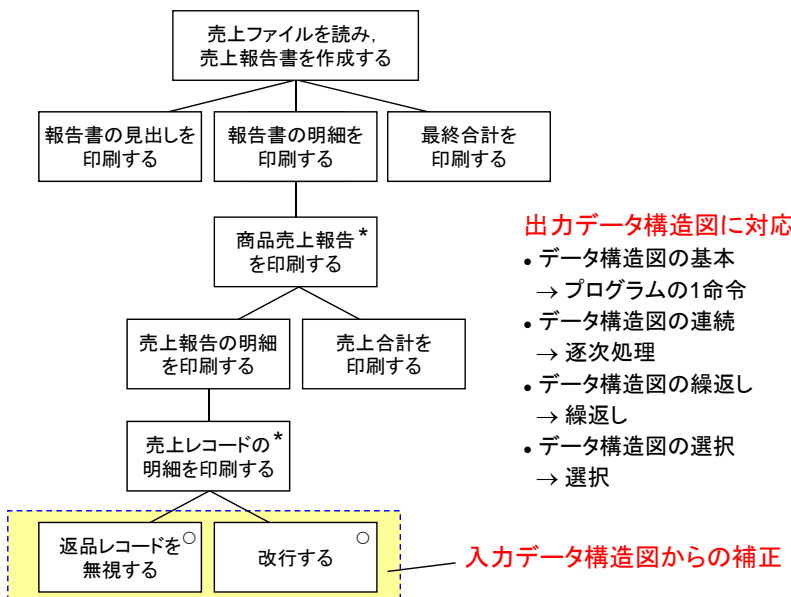 売上ファイルを読み,
売上報告書を作成する
報告書の見出しを
印刷する
報告書の明細を
印刷する
最終合計を
印刷する
商品売上報告*
を印刷する
売上報告の明細
を印刷する
売上合計を
印刷する
売上レコードの*
明細を印刷する
返品レコードを○
無視する
改行する○
出力データ構造図に対応
• データ構造図の基本
→ プログラムの1命令
• データ構造図の連続
→ 逐次処理
• データ構造図の繰返し
→ 繰返し
• データ構造図の選択
→ 選択
入力データ構造図からの補正